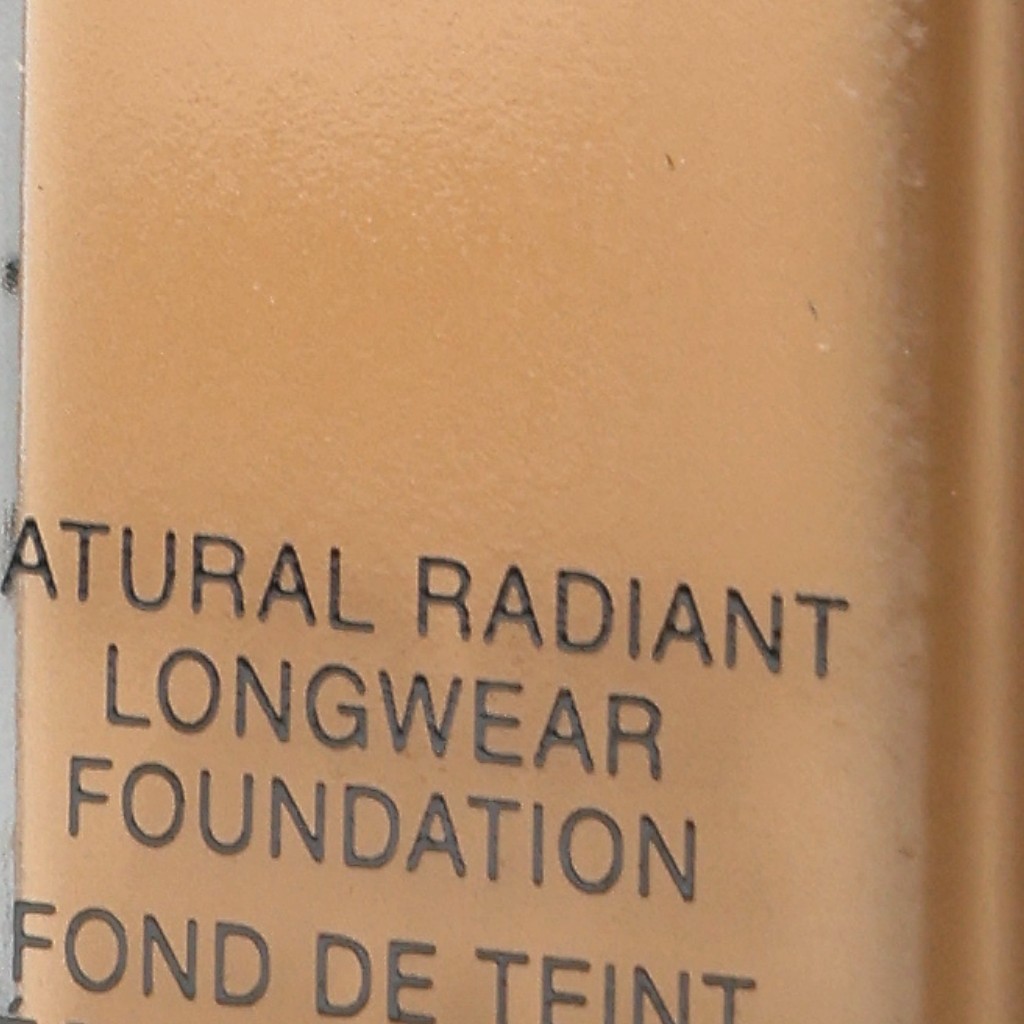 ATURAL RADIANT
LONGWEAR
FOUNDATION
FOND DE TEINT